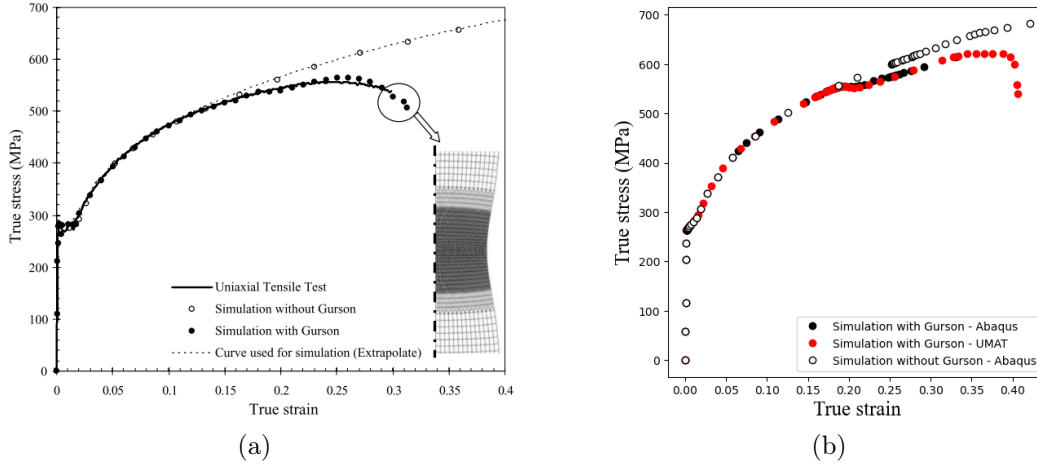 700
600
500
400
300
200
100
0
True stress (MPa)
Uniaxial Tensile Test
Simulation without Gurson
Simulation with Gurson
Curve used for simulation (Extrapolate)
0 0.05 0.1 0.15 0.2 0.25 0.3 0.35 0.4
True strain
(a)
700
600
500
400
300
200
100
0
True stress (MPa)
Simulation with Gurson - Abaqus
Simulation with Gurson - UMAT
Simulation without Gurson - Abaqus
0.00 0.05 0.10 0.15 0.20 0.25 0.30 0.35 0.40
True strain
(b)